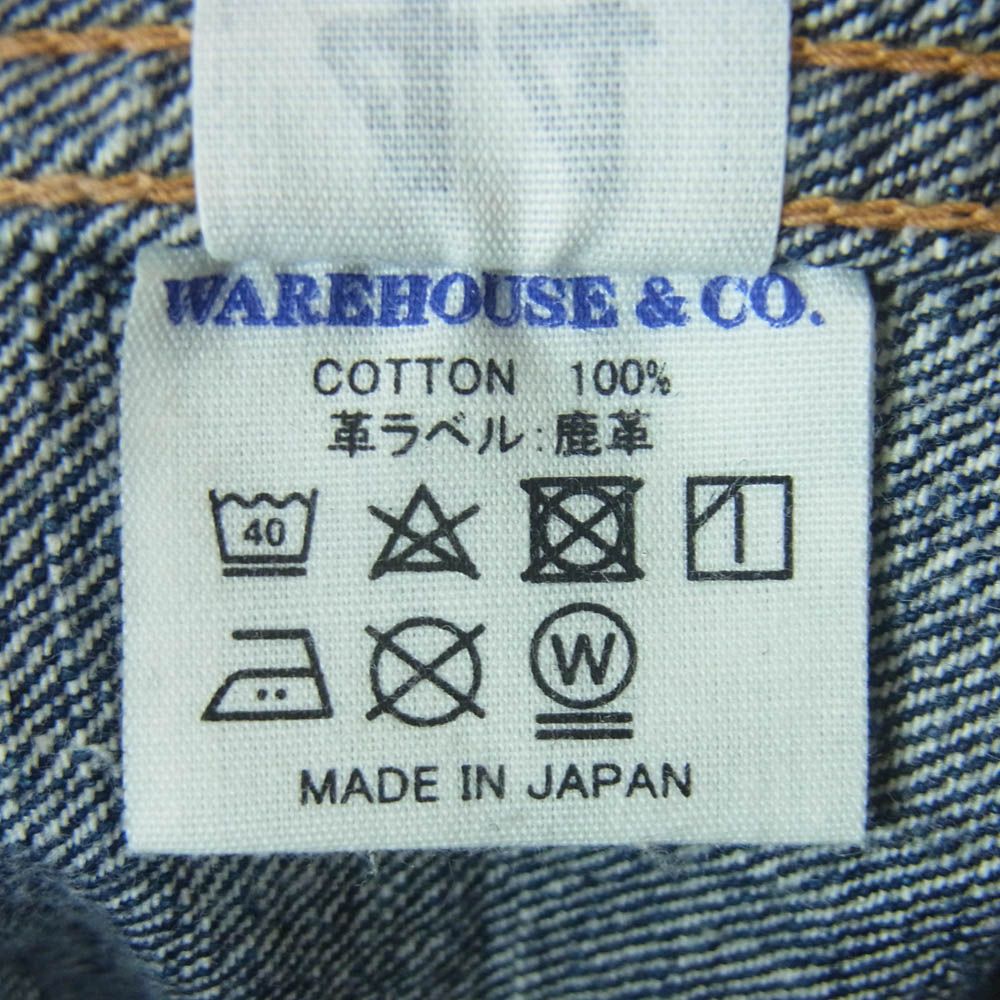 WAREHOUSE & CO.
COTTON 100%
革ラベル:鹿革
40
W
MADE IN JAPAN